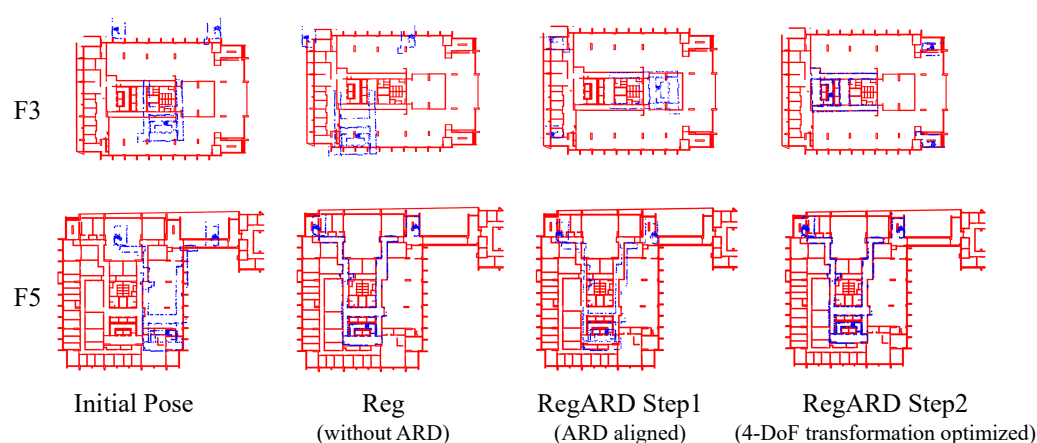 F3
F5
Initial Pose
Reg
(without ARD)
RegARD Step1
(ARD aligned)
RegARD Step2
(4-DoF transformation optimized)